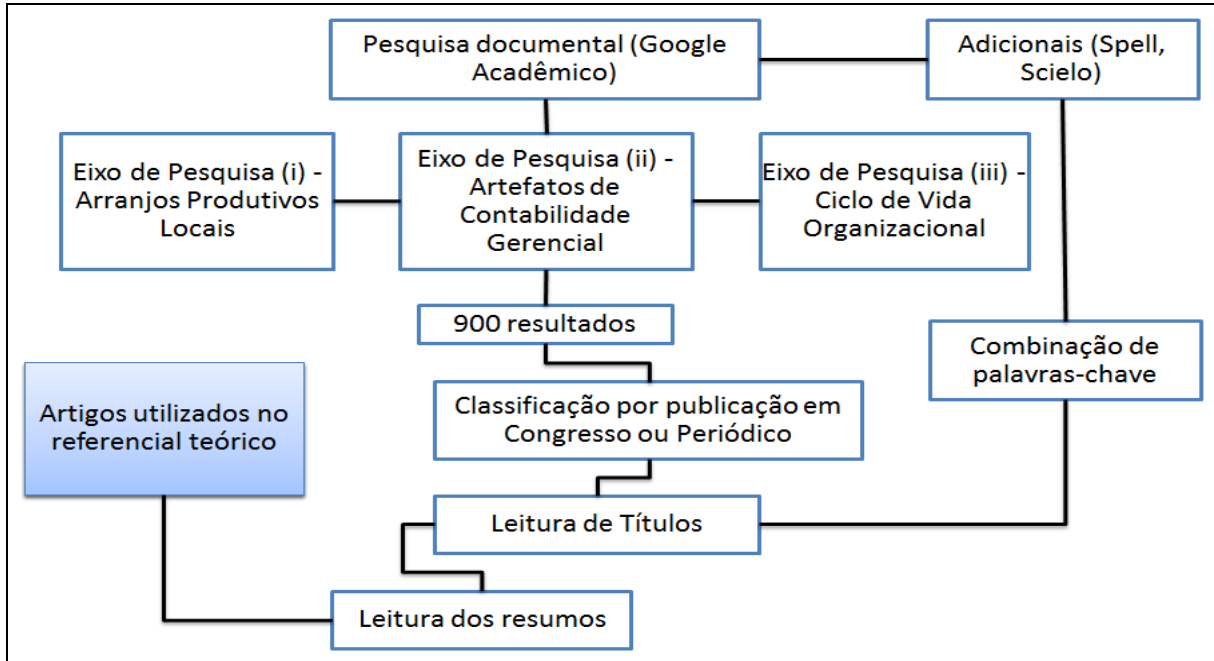 Pesquisa documental (Google
Acadêmico)
Adicionais (Spell,
Scielo)
Eixo de Pesquisa (i) -
Arranjos Produtivos
Locais
Eixo de Pesquisa (ii) -
Artefatos de
Contabilidade
Gerencial
Eixo de Pesquisa (iii) -
Ciclo de Vida
Organizacional
900 resultados
Combinação de
palavras-chave
Classificação por publicação em
Congresso ou Periódico
Artigos utilizados no
referencial teórico
Leitura de Títulos
Leitura dos resumos